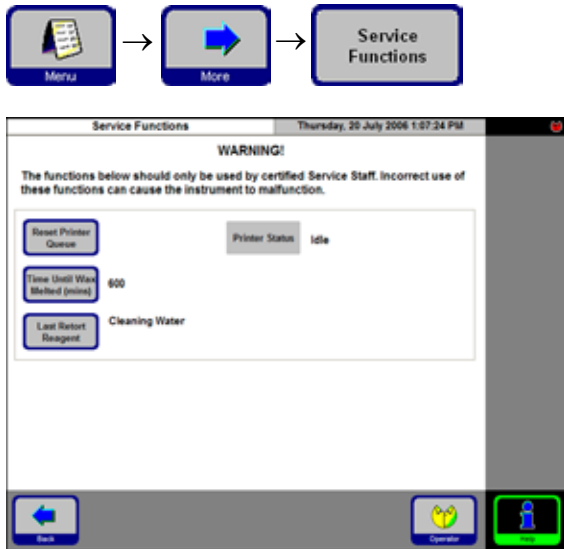 Menu
More
Service
Functions
Service Functions
Thursday, 20 July 2006 1:07:24 PM
WARNING!
The functions below should only be used by certified Service Staff. Incorrect use of
these functions can cause the instrument to malfunction.
Reset Printer
Queue
Printer Status
Idle
Time Until Wax
Melted (mins)
600
Last Retort
Reagent
Cleaning Water
Back
Operator
Help